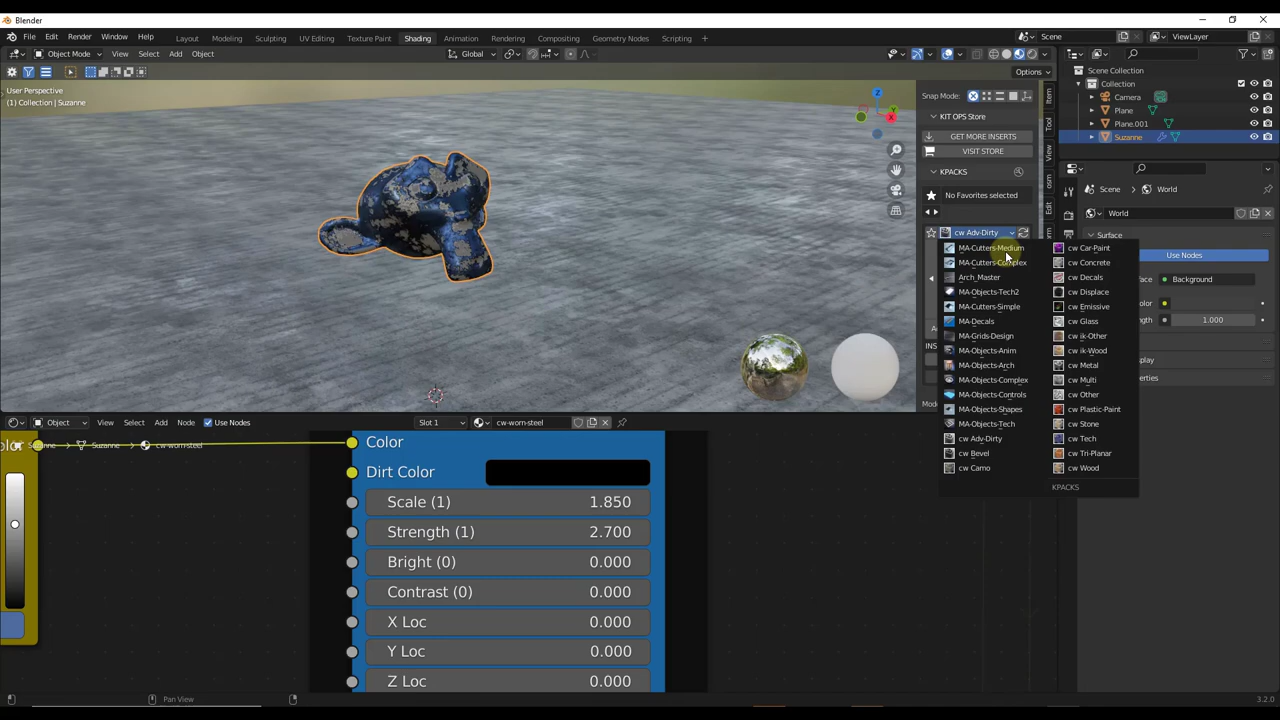 Blender
File Edit Render Window Help Layout Modeling Sculpting UV Editing Texture Paint Shading Animation Rendering Compositing Geometry Nodes Scripting + Scene ViewLayer
Object Mode View Select Add Object Global
Options
User Perspective
(1) Collection | Suzanne
Z
Y
X
Snap Mode:
KIT OPS Store
GET MORE INSERTS
VISIT STORE
KPACKS
No Favorites selected
cw Adv-Dirty
MA-Cutters-Medium
MA-Cutters-Complex
Arch_Master
MA-Objects-Tech2
MA-Cutters-Simple
MA-Decals
MA-Grids-Design
MA-Objects-Anim
MA-Objects-Arch
MA-Objects-Complex
MA-Objects-Controls
MA-Objects-Shapes
MA-Objects-Tech
cw Adv-Dirty
cw Bevel
cw Camo
cw Car-Paint
cw Concrete
cw Decals
cw Displace
cw Emissive
cw Glass
cw ik-Other
cw ik-Wood
cw Metal
cw Multi
cw Other
cw Plastic-Paint
cw Stone
cw Tech
cw Tri-Planar
cw Wood
KPACKS
Item
Tool
View
Edit
Scene Collection
Collection
Camera
Plane
Plane.001
Suzanne
Scene World
World
Surface
Use Nodes
Background
1.000
Object View Select Add Node Use Nodes Slot 1 cw-worn-steel
Suzanne Suzanne cw-worn-steel
Color
Dirt Color
Scale (1) 1.850
Strength (1) 2.700
Bright (0) 0.000
Contrast (0) 0.000
X Loc 0.000
Y Loc 0.000
Z Loc 0.000
Pan View
3.2.0